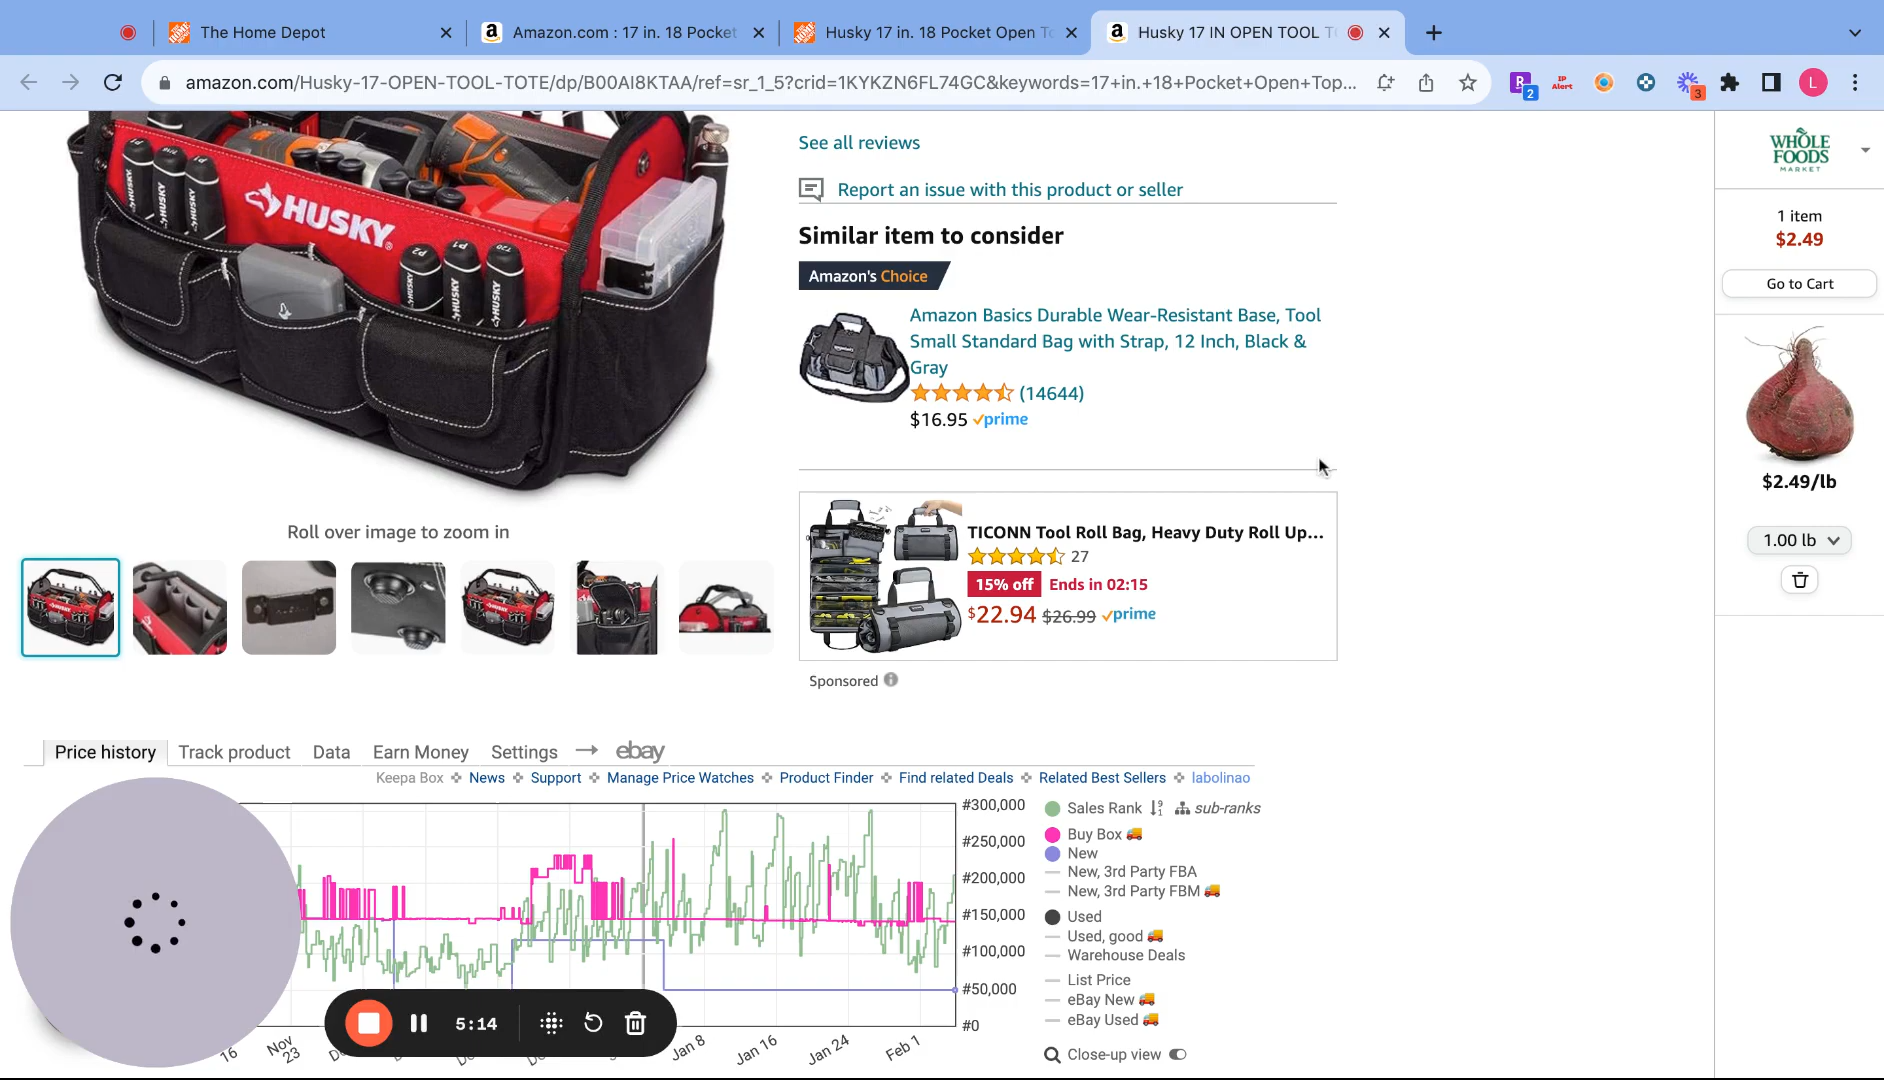 The Home Depot
Amazon.com : 17 in. 18 Pocket
Husky 17 in. 18 Pocket Open To
Husky 17 IN OPEN TOOL T
amazon.com/Husky-17-OPEN-TOOL-TOTE/dp/B00AI8KTAA/ref=sr_1_5?crid=1KYKZN6FL74GC&keywords=17+in.+18+Pocket+Open+Top...
2
IP Alert
3
L
HUSKY
See all reviews
Report an issue with this product or seller
Similar item to consider
Amazon's Choice
Amazon Basics Durable Wear-Resistant Base, Tool
Small Standard Bag with Strap, 12 Inch, Black &
Gray
(14644)
$16.95 prime
TICONN Tool Roll Bag, Heavy Duty Roll Up...
27
15% off Ends in 02:15
$22.94 $26.99 prime
Sponsored
WHOLE
FOODS
MARKET
1 item
$2.49
Go to Cart
$2.49/lb
1.00 lb
Roll over image to zoom in
Price history Track product Data Earn Money Settings → ebay
Keepa Box News Support Manage Price Watches Product Finder Find related Deals Related Best Sellers labolinao
#300,000
#250,000
#200,000
#150,000
#100,000
#50,000
#0
Sales Rank sub-ranks
Buy Box
New
New, 3rd Party FBA
New, 3rd Party FBM
Used
Used, good
Warehouse Deals
List Price
eBay New
eBay Used
Close-up view
16
Nov 23
Jan 8
Jan 16
Jan 24
Feb 1
5:14